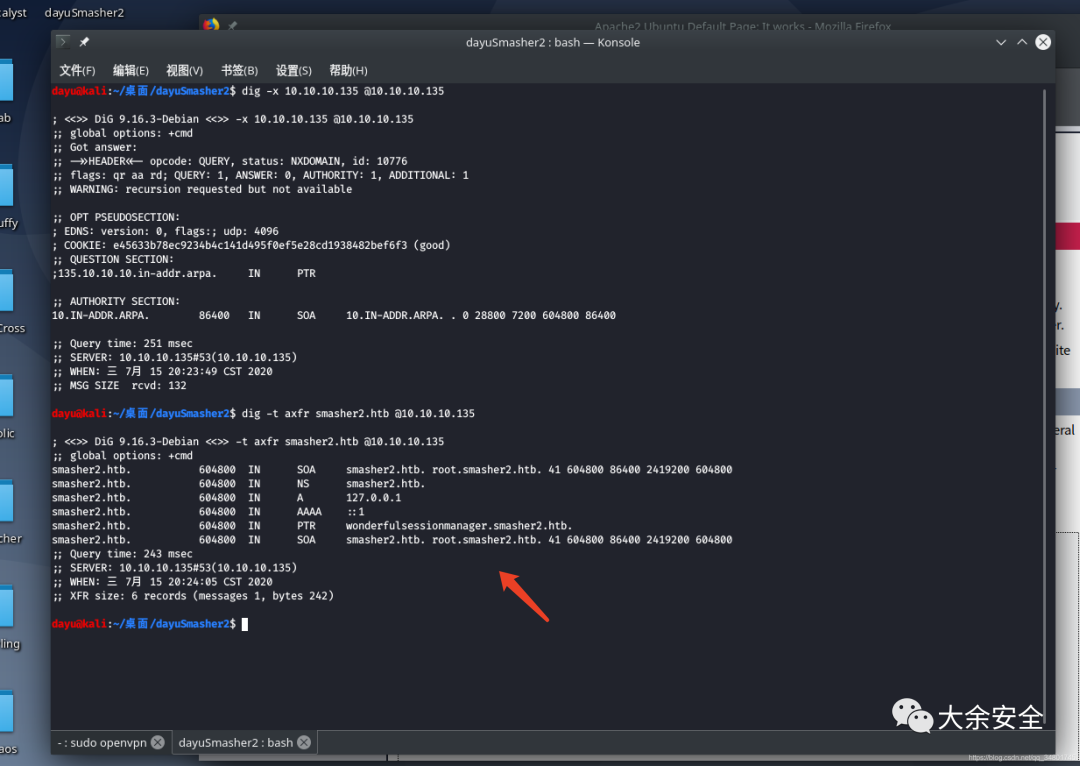 alyst dayuSmasher2
Apache2 Ubuntu Default Page: It works - Mozilla Firefox
dayuSmasher2 : bash — Konsole
文件(F) 编辑(E) 视图(V) 书签(B) 设置(S) 帮助(H)
dayu@kali:~/桌面/dayuSmasher2$ dig -x 10.10.10.135 @10.10.10.135
; <<>> DiG 9.16.3-Debian <<>> -x 10.10.10.135 @10.10.10.135
;; global options: +cmd
;; Got answer:
;; ->>HEADER<<- opcode: QUERY, status: NXDOMAIN, id: 10776
;; flags: qr aa rd; QUERY: 1, ANSWER: 0, AUTHORITY: 1, ADDITIONAL: 1
;; WARNING: recursion requested but not available
;; OPT PSEUDOSECTION:
; EDNS: version: 0, flags:; udp: 4096
; COOKIE: e45633b78ec9234b4c141d495f0ef5e28cd1938482bef6f3 (good)
;; QUESTION SECTION:
;135.10.10.10.in-addr.arpa. IN PTR
;; AUTHORITY SECTION:
10.IN-ADDR.ARPA. 86400 IN SOA 10.IN-ADDR.ARPA. . 0 28800 7200 604800 86400
;; Query time: 251 msec
;; SERVER: 10.10.10.135#53(10.10.10.135)
;; WHEN: 三 7月 15 20:23:49 CST 2020
;; MSG SIZE rcvd: 132
dayu@kali:~/桌面/dayuSmasher2$ dig -t axfr smasher2.htb @10.10.10.135
; <<>> DiG 9.16.3-Debian <<>> -t axfr smasher2.htb @10.10.10.135
;; global options: +cmd
smasher2.htb. 604800 IN SOA smasher2.htb. root.smasher2.htb. 41 604800 86400 2419200 604800
smasher2.htb. 604800 IN NS smasher2.htb.
smasher2.htb. 604800 IN A 127.0.0.1
smasher2.htb. 604800 IN AAAA ::1
smasher2.htb. 604800 IN PTR wonderfulsessionmanager.smasher2.htb.
smasher2.htb. 604800 IN SOA smasher2.htb. root.smasher2.htb. 41 604800 86400 2419200 604800
;; Query time: 243 msec
;; SERVER: 10.10.10.135#53(10.10.10.135)
;; WHEN: 三 7月 15 20:24:05 CST 2020
;; XFR size: 6 records (messages 1, bytes 242)
dayu@kali:~/桌面/dayuSmasher2$
- : sudo openvpn dayuSmasher2 : bash
ab
uffy
Cross
olic
cher
ling
aos
y.
r.
ite
eral
大余安全